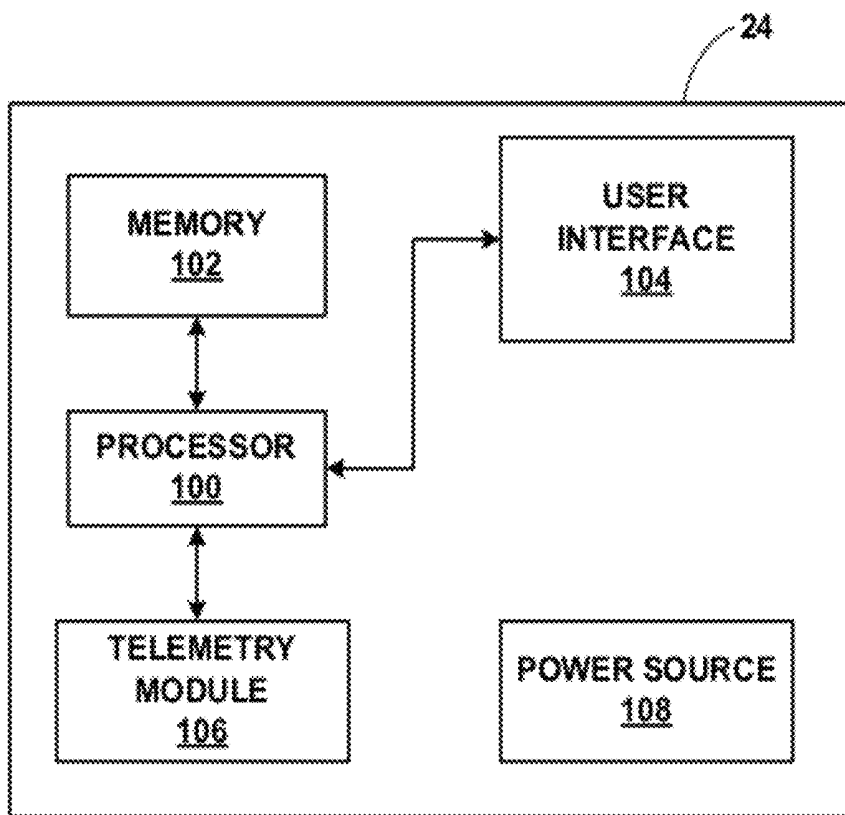 24
MEMORY
102
USER
INTERFACE
104
PROCESSOR
100
TELEMETRY
MODULE
106
POWER SOURCE
108